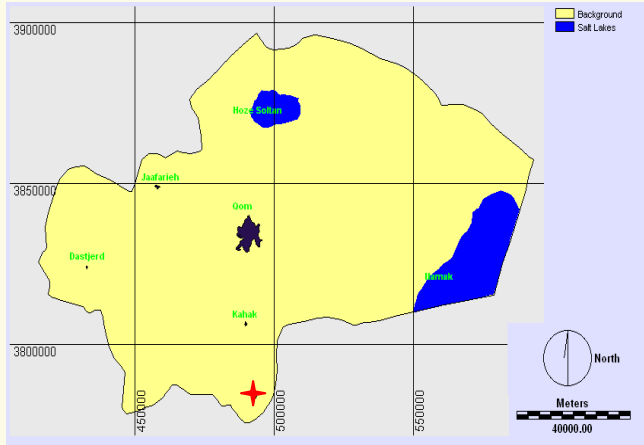 3900000
Background
Salt Lakes
Hoze Soltan
3850000
Jaafarieh
Qom
Dastjerd
Namak
Kahak
3800000
450000
500000
550000
North
Meters
40000.00